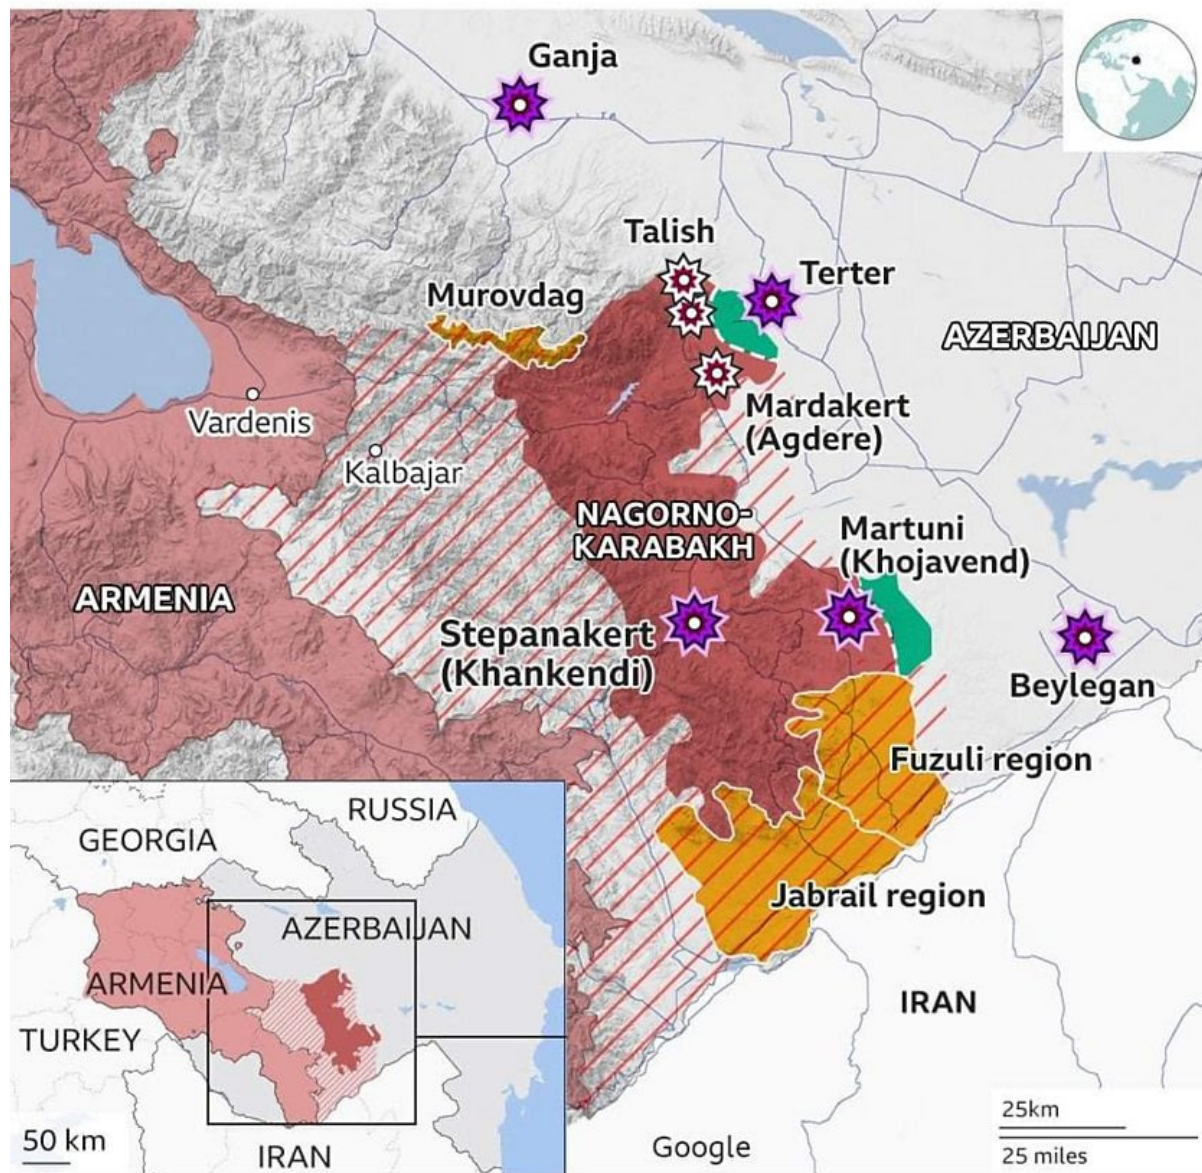 Ganja
Talish
Terter
Murovdag
AZERBAIJAN
Vardenis
Mardakert
(Agdere)
Kalbajar
NAGORNO-
KARABAKH
Martuni
(Khojavend)
ARMENIA
Stepanakert
(Khankendi)
Beylegan
Fuzuli region
Jabrail region
IRAN
RUSSIA
GEORGIA
AZERBAIJAN
ARMENIA
TURKEY
50 km
IRAN
Google
25km
25 miles